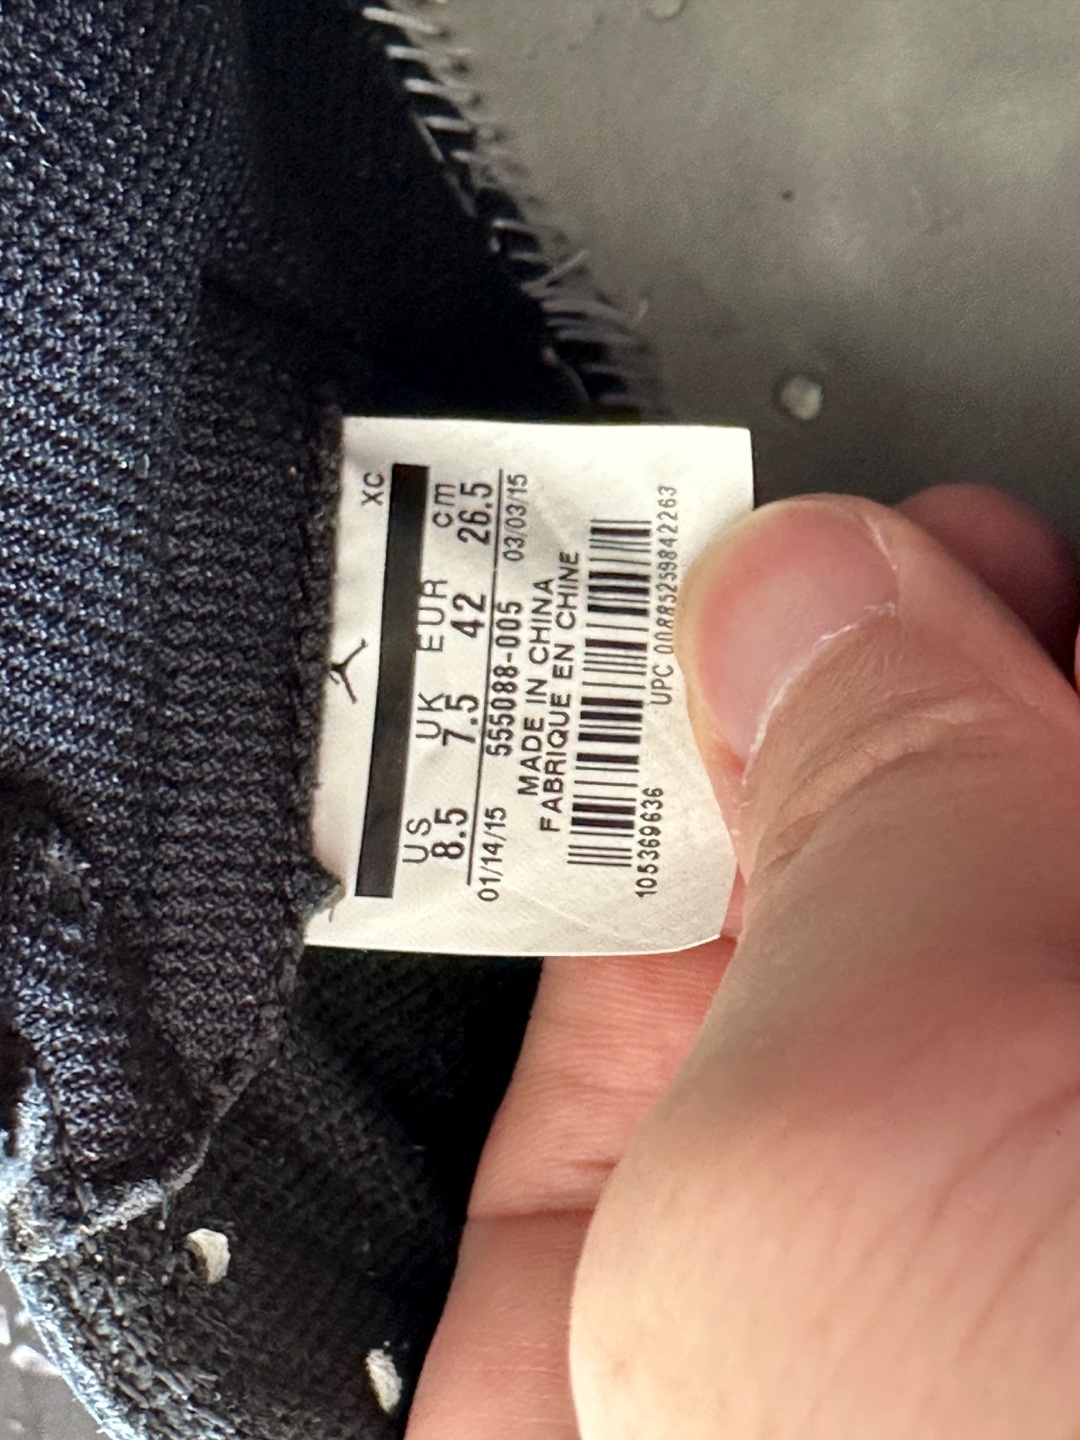 XC
US UK EUR cm
8.5 7.5 42 26.5
01/14/15 555088-005 03/03/15
MADE IN CHINA
FABRIQUE EN CHINE
105369636 UPC 00885259842263